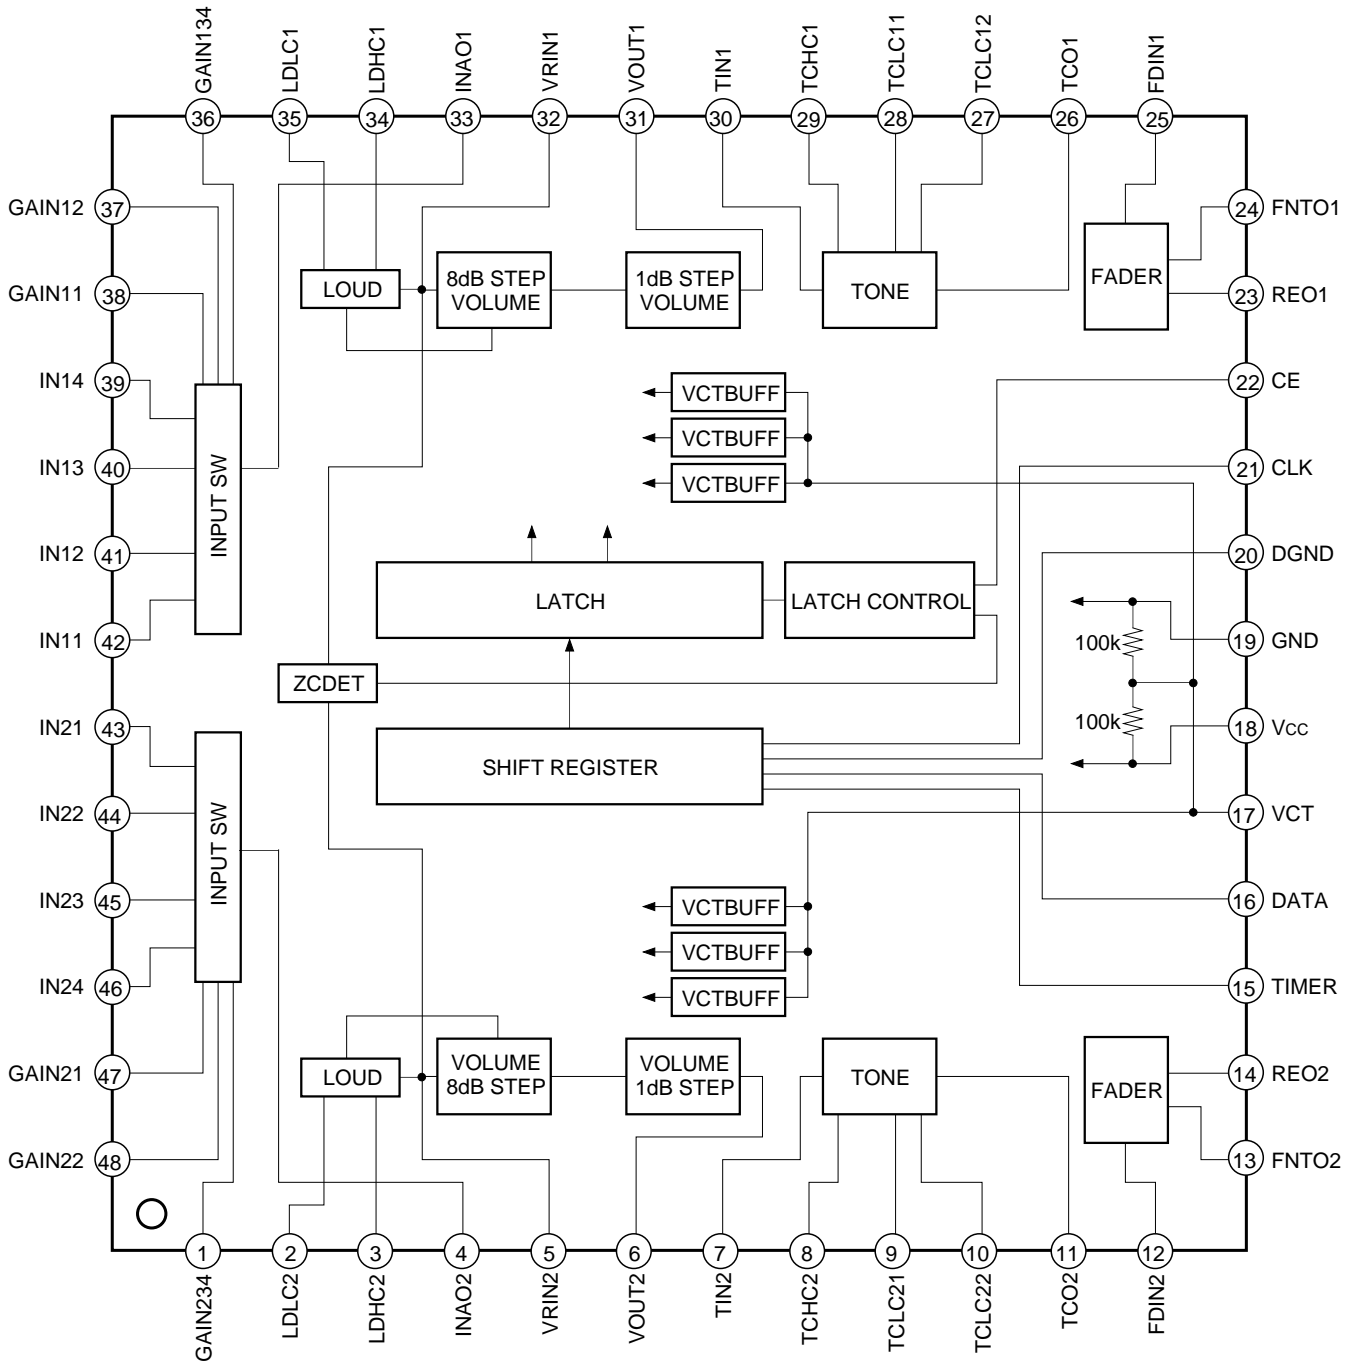 GAIN134
LDLC1
LDHC1
INAO1
VRIN1
VOUT1
TIN1
TCHC1
TCLC11
TCLC12
TCO1
FDIN1
36
35
34
33
32
31
30
29
28
27
26
25
GAIN12
37
24
FNTO1
GAIN11
38
LOUD
8dB STEP
VOLUME
1dB STEP
VOLUME
TONE
FADER
23
REO1
IN14
39
VCTBUFF
22
CE
VCTBUFF
IN13
40
INPUT SW
VCTBUFF
21
CLK
IN12
41
20
DGND
LATCH
LATCH CONTROL
IN11
42
100k
19
GND
ZCDET
IN21
43
100k
18
Vcc
SHIFT REGISTER
IN22
44
INPUT SW
17
VCT
IN23
45
VCTBUFF
16
DATA
VCTBUFF
IN24
46
VCTBUFF
15
TIMER
GAIN21
47
LOUD
VOLUME
8dB STEP
VOLUME
1dB STEP
TONE
FADER
14
REO2
GAIN22
48
13
FNTO2
1
2
3
4
5
6
7
8
9
10
11
12
GAIN234
LDLC2
LDHC2
INAO2
VRIN2
VOUT2
TIN2
TCHC2
TCLC21
TCLC22
TCO2
FDIN2